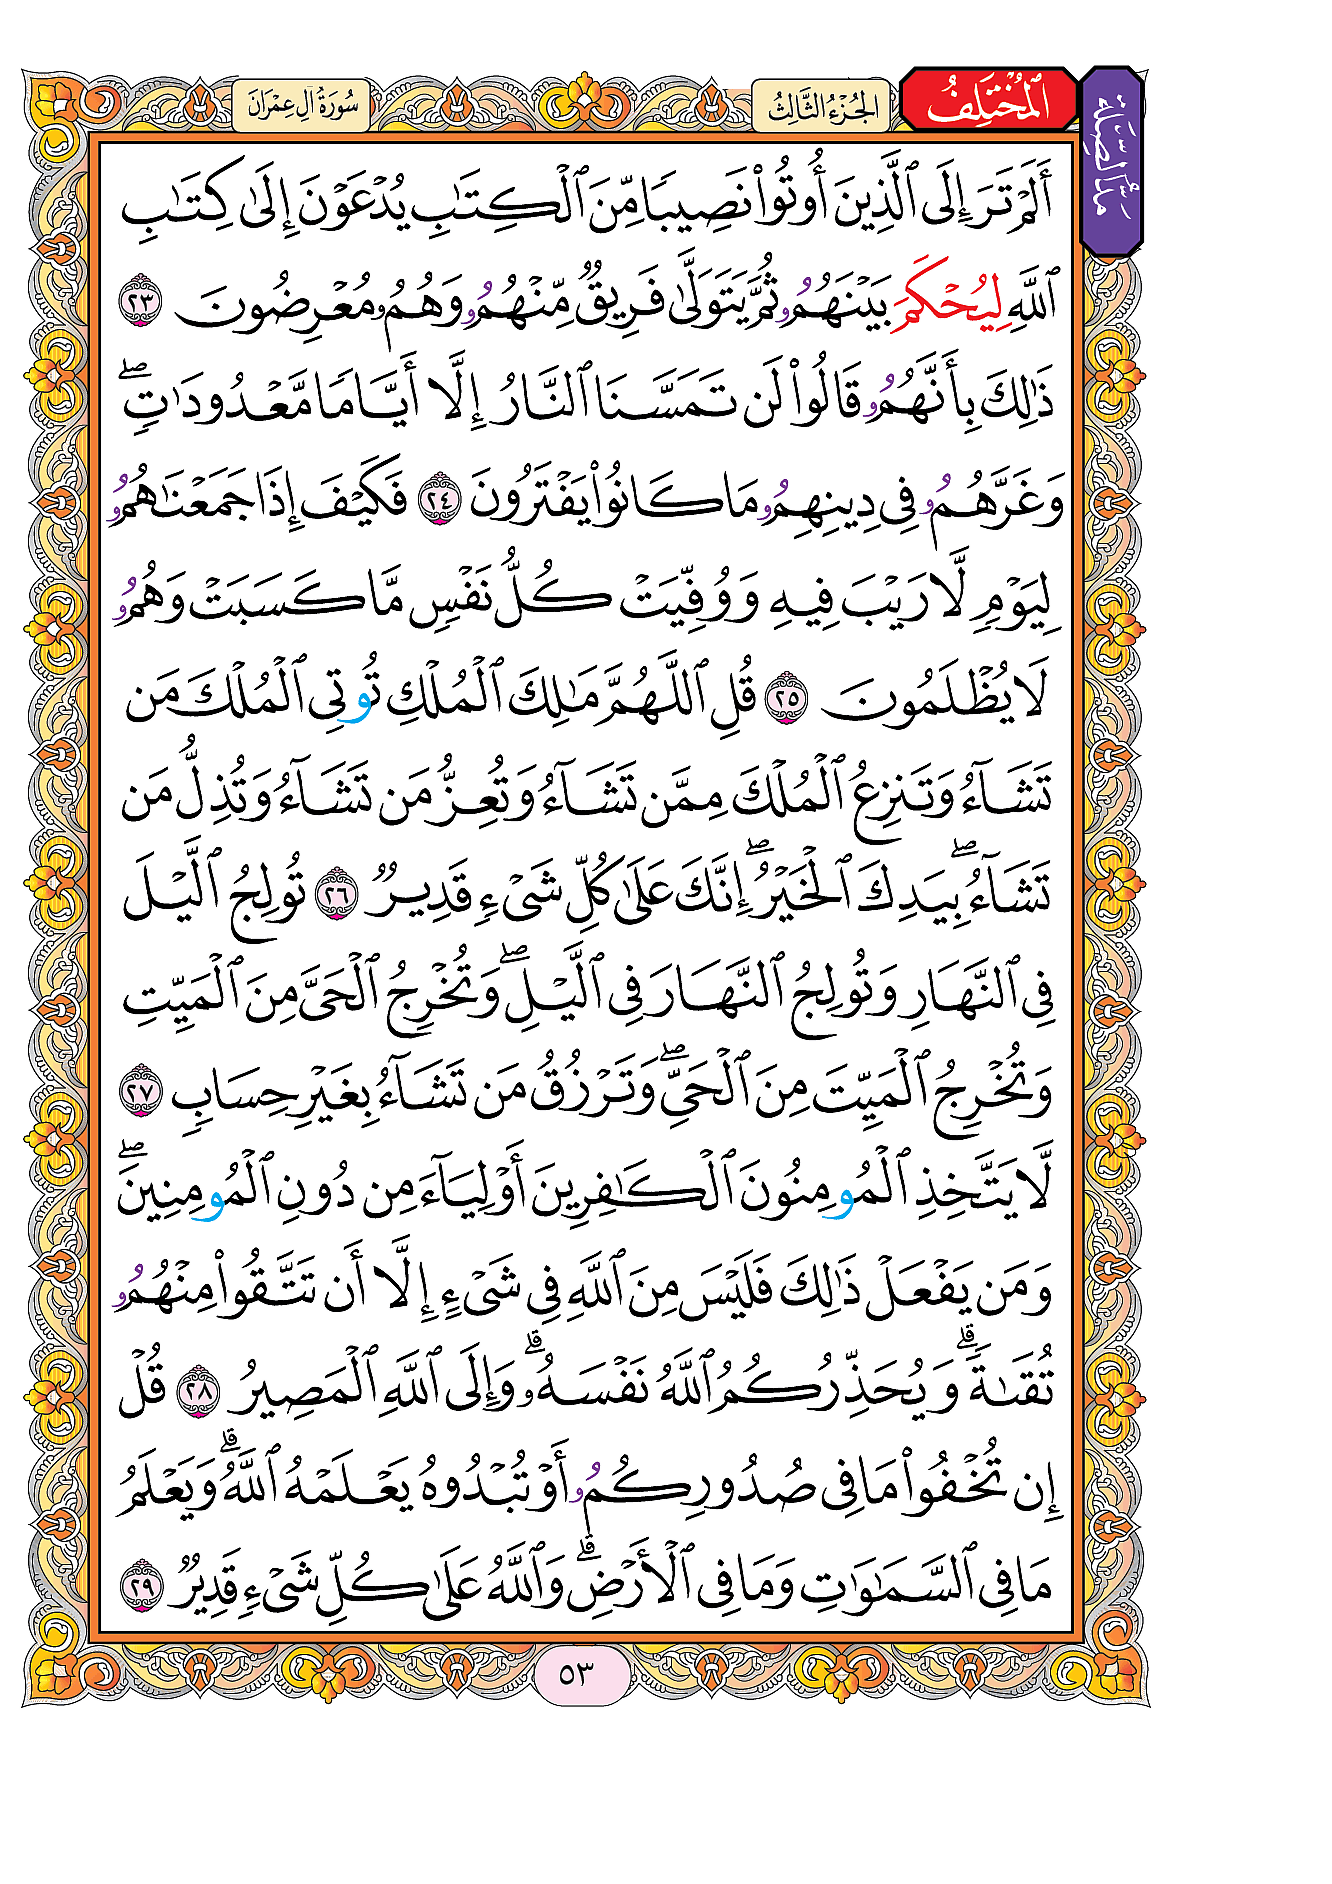 سُورَةُ آلِ عِمْرَانَ
الجُزْءُ الثَّالِثُ
اَلْمُخْتَلِفُ
مَدُّ الصِّلَة
أَلَمْ تَرَ إِلَى ٱلَّذِينَ أُوتُوا۟ نَصِيبًا مِّنَ ٱلْكِتَٰبِ يُدْعَوْنَ إِلَىٰ كِتَٰبِ
ٱللَّهِ لِيُحْكَمَ بَيْنَهُمُۥ ثُمَّ يَتَوَلَّىٰ فَرِيقٌ مِّنْهُمُۥ وَهُمُۥ مُعْرِضُونَ ٢٣
ذَٰلِكَ بِأَنَّهُمُۥ قَالُوا۟ لَن تَمَسَّنَا ٱلنَّارُ إِلَّا أَيَّامًا مَّعْدُودَٰتٍ ۖ
وَغَرَّهُمُۥ فِى دِينِهِمُۥ مَا كَانُوا۟ يَفْتَرُونَ ٢٤ فَكَيْفَ إِذَا جَمَعْنَٰهُمُۥ
لِيَوْمٍ لَّا رَيْبَ فِيهِ وَوُفِّيَتْ كُلُّ نَفْسٍ مَّا كَسَبَتْ وَهُمُۥ
لَا يُظْلَمُونَ ٢٥ قُلِ ٱللَّهُمَّ مَٰلِكَ ٱلْمُلْكِ تُوتِى ٱلْمُلْكَ مَن
تَشَآءُ وَتَنزِعُ ٱلْمُلْكَ مِمَّن تَشَآءُ وَتُعِزُّ مَن تَشَآءُ وَتُذِلُّ مَن
تَشَآءُ ۖ بِيَدِكَ ٱلْخَيْرُ ۖ إِنَّكَ عَلَىٰ كُلِّ شَىْءٍ قَدِيرٌ ٢٦ تُولِجُ ٱلَّيْلَ
فِى ٱلنَّهَارِ وَتُولِجُ ٱلنَّهَارَ فِى ٱلَّيْلِ ۖ وَتُخْرِجُ ٱلْحَىَّ مِنَ ٱلْمَيِّتِ
وَتُخْرِجُ ٱلْمَيِّتَ مِنَ ٱلْحَىِّ ۖ وَتَرْزُقُ مَن تَشَآءُ بِغَيْرِ حِسَابٍ ٢٧
لَّا يَتَّخِذِ ٱلْمُومِنُونَ ٱلْكَٰفِرِينَ أَوْلِيَآءَ مِن دُونِ ٱلْمُومِنِينَ ۖ
وَمَن يَفْعَلْ ذَٰلِكَ فَلَيْسَ مِنَ ٱللَّهِ فِى شَىْءٍ إِلَّا أَن تَتَّقُوا۟ مِنْهُمُۥ
تُقَىٰةً ۗ وَيُحَذِّرُكُمُ ٱللَّهُ نَفْسَهُۥ ۗ وَإِلَى ٱللَّهِ ٱلْمَصِيرُ ٢٨ قُلْ
إِن تُخْفُوا۟ مَا فِى صُدُورِكُمُۥ أَوْ تُبْدُوهُ يَعْلَمْهُ ٱللَّهُ ۗ وَيَعْلَمُ
مَا فِى ٱلسَّمَٰوَٰتِ وَمَا فِى ٱلْأَرْضِ ۗ وَٱللَّهُ عَلَىٰ كُلِّ شَىْءٍ قَدِيرٌ ٢٩
٥٣